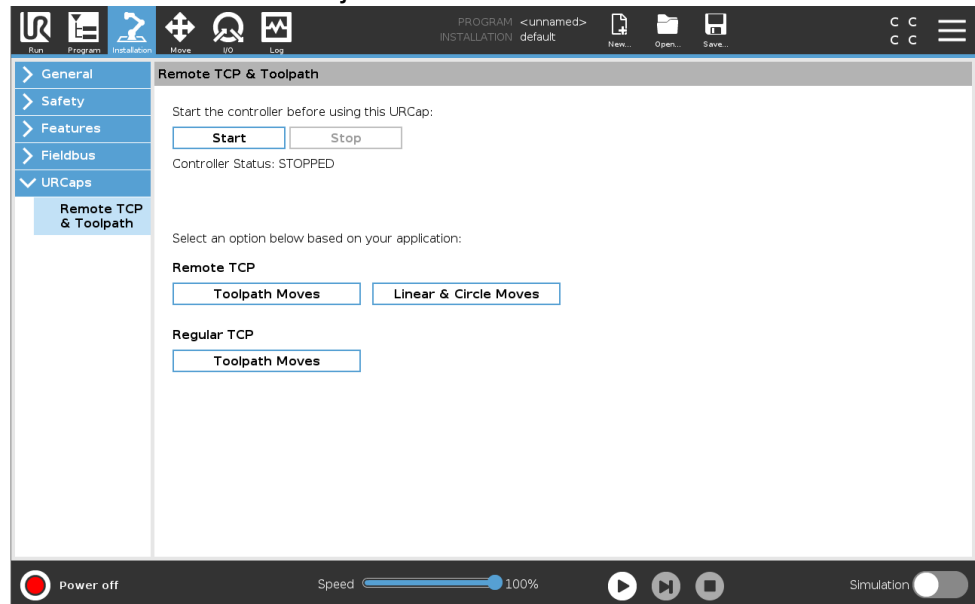 PROGRAM <unnamed>
INSTALLATION default
UR
Run Program Installation Move I/O Log New... Open... Save...
C C
C C
General
Safety
Features
Fieldbus
URCaps
Remote TCP
& Toolpath
Remote TCP & Toolpath
Start the controller before using this URCap:
Start Stop
Controller Status: STOPPED
Select an option below based on your application:
Remote TCP
Toolpath Moves Linear & Circle Moves
Regular TCP
Toolpath Moves
Power off Speed 100% Simulation